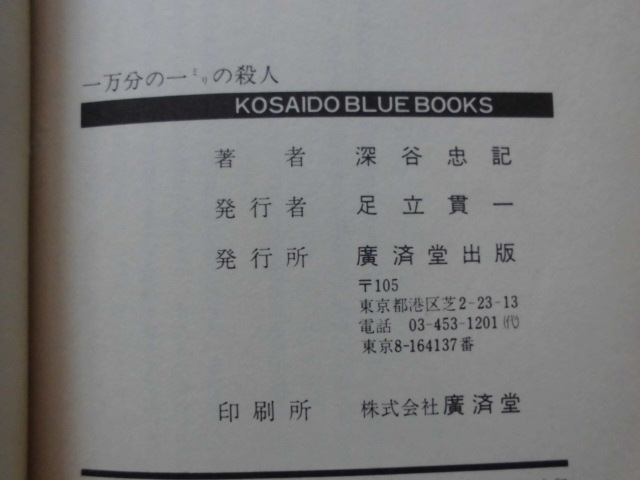 一万分の一ミリの殺人
KOSAIDO BLUE BOOKS
著者 深谷忠記
発行者 足立貫一
発行所 廣済堂出版
〒105
東京都港区芝2-23-13
電話 03-453-1201㈹
東京8-164137番
印刷所 株式会社廣済堂